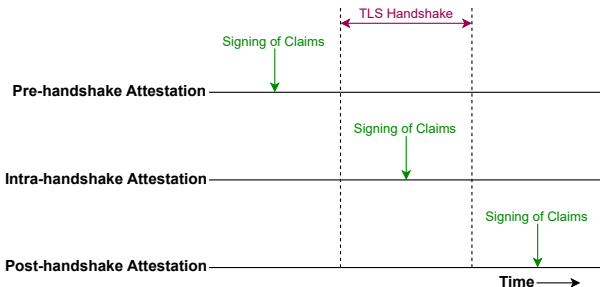 TLS Handshake
Signing of Claims
Pre-handshake Attestation
Signing of Claims
Intra-handshake Attestation
Signing of Claims
Post-handshake Attestation
Time